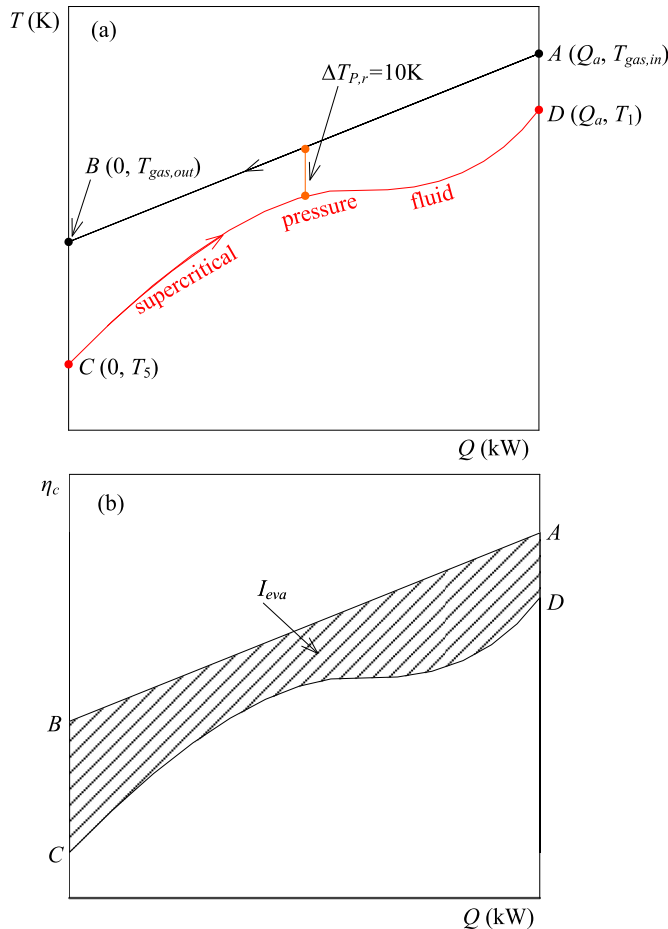 T (K)
(a)
A (Qa, Tgas,in)
ΔTP,r=10K
D (Qa, T1)
B (0, Tgas,out)
pressure
fluid
supercritical
C (0, T5)
Q (kW)
ηc
(b)
A
Ieva
D
B
C
Q (kW)